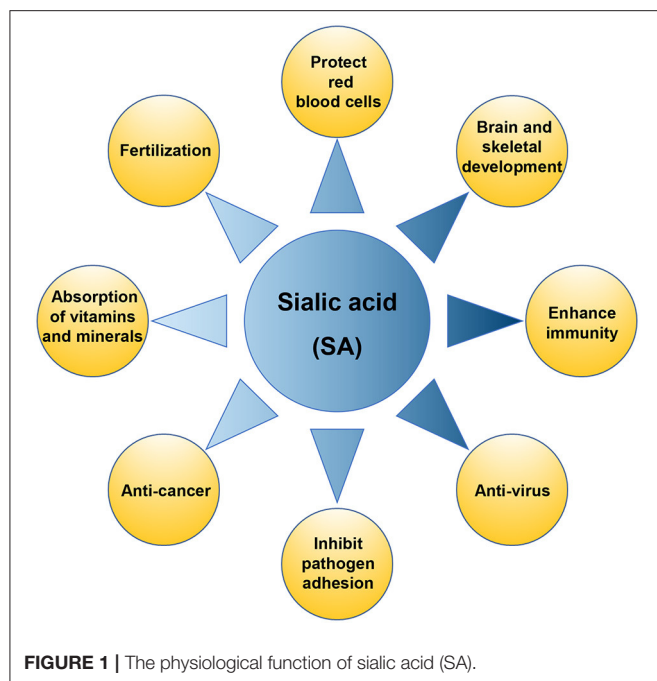 Protect
red
blood cells
Brain and
skeletal
development
Enhance
immunity
Anti-virus
Inhibit
pathogen
adhesion
Anti-cancer
Absorption
of vitamins
and minerals
Fertilization
Sialic acid
(SA)
FIGURE 1 | The physiological function of sialic acid (SA).